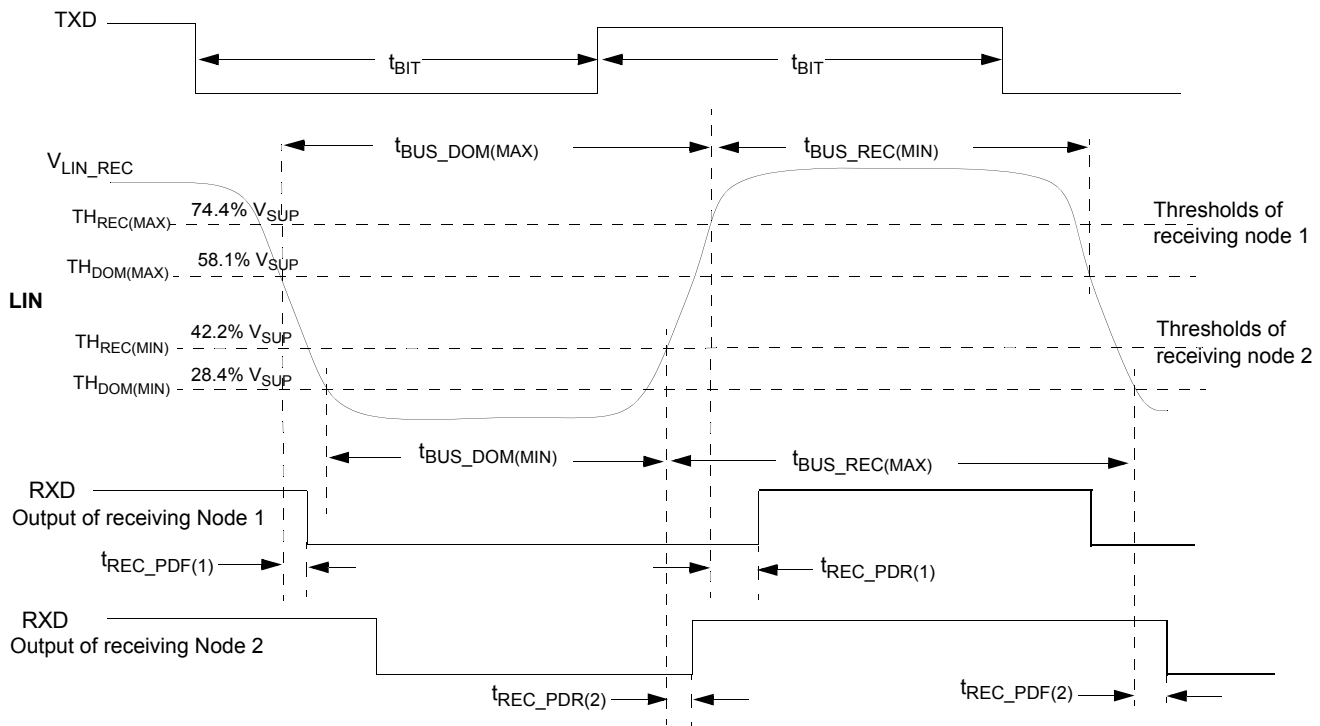 TXD
tBIT
tBIT
tBUS_DOM(MAX)
tBUS_REC(MIN)
VLIN_REC
THREC(MAX) 74.4% VSUP
Thresholds of
receiving node 1
THDOM(MAX) 58.1% VSUP
LIN
THREC(MIN) 42.2% VSUP
Thresholds of
receiving node 2
THDOM(MIN) 28.4% VSUP
tBUS_DOM(MIN)
tBUS_REC(MAX)
RXD
Output of receiving Node 1
tREC_PDF(1)
tREC_PDR(1)
RXD
Output of receiving Node 2
tREC_PDR(2)
tREC_PDF(2)